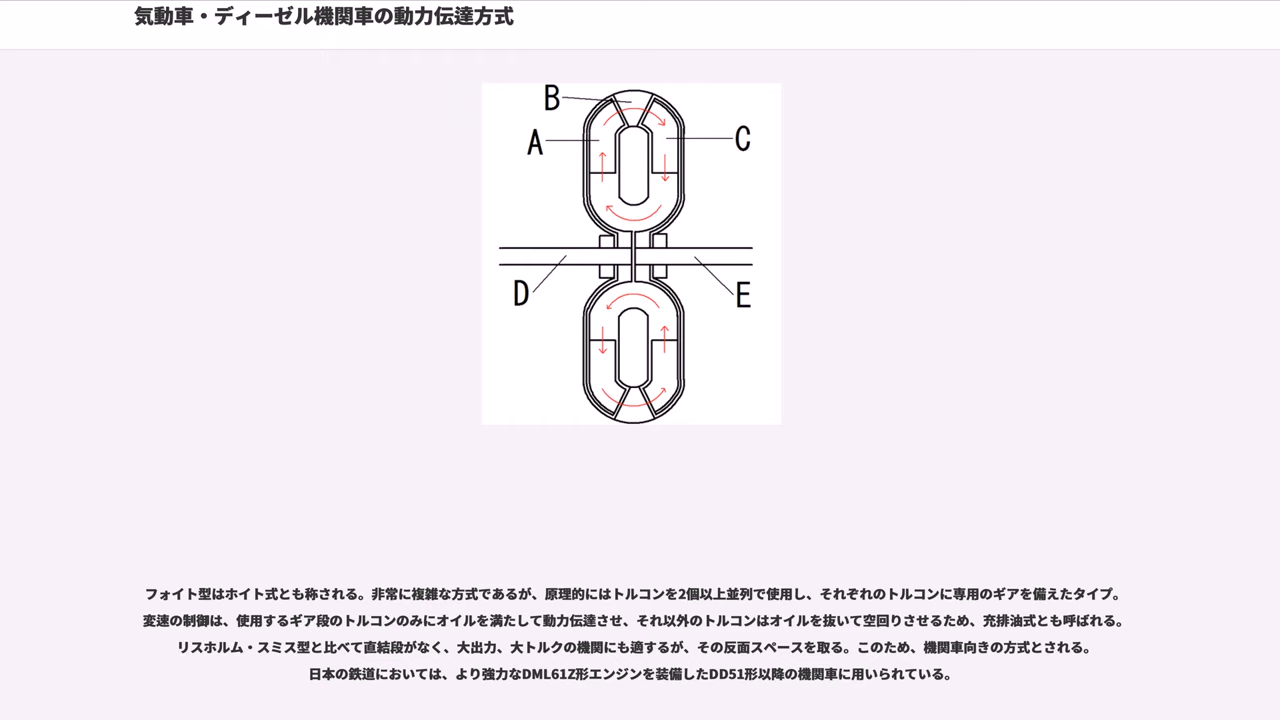 気動車・ディーゼル機関車の動力伝達方式
B
A
C
D
E
フォイト型はホイト式とも称される。非常に複雑な方式であるが、原理的にはトルコンを2個以上並列で使用し、それぞれのトルコンに専用のギアを備えたタイプ。
変速の制御は、使用するギア段のトルコンのみにオイルを満たして動力伝達させ、それ以外のトルコンはオイルを抜いて空回りさせるため、充排油式とも呼ばれる。
リスホルム・スミス型と比べて直結段がなく、大出力、大トルクの機関にも適するが、その反面スペースを取る。このため、機関車向きの方式とされる。
日本の鉄道においては、より強力なDML61Z形エンジンを装備したDD51形以降の機関車に用いられている。